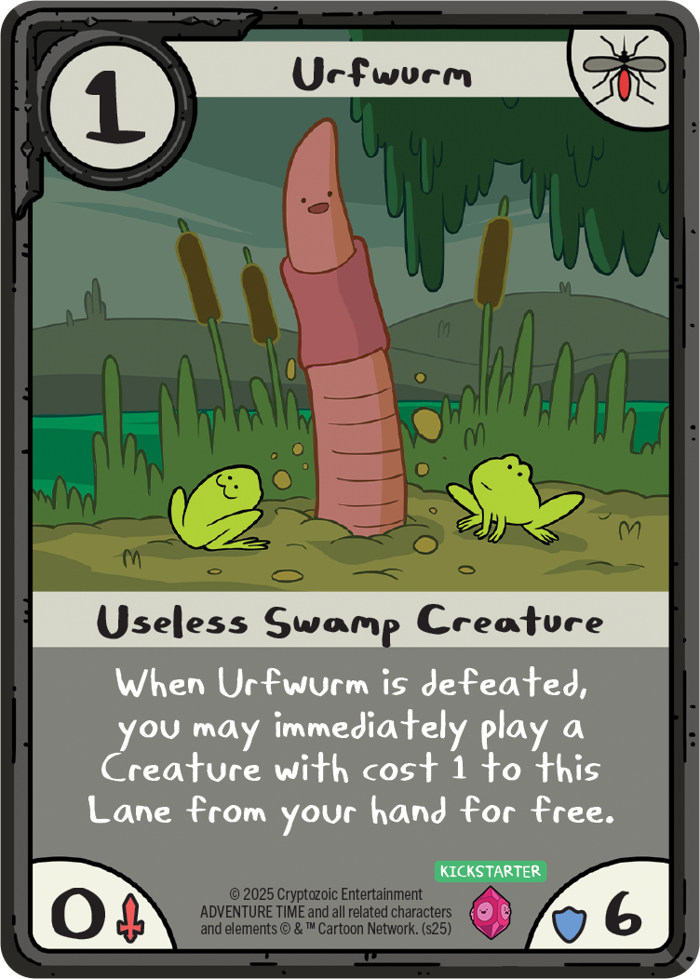 1
Urfwurm
Useless Swamp Creature
When Urfwurm is defeated,
you may immediately play a
Creature with cost 1 to this
Lane from your hand for free.
KICKSTARTER
0
© 2025 Cryptozoic Entertainment
ADVENTURE TIME and all related characters
and elements © & ™ Cartoon Network. (s25)
6